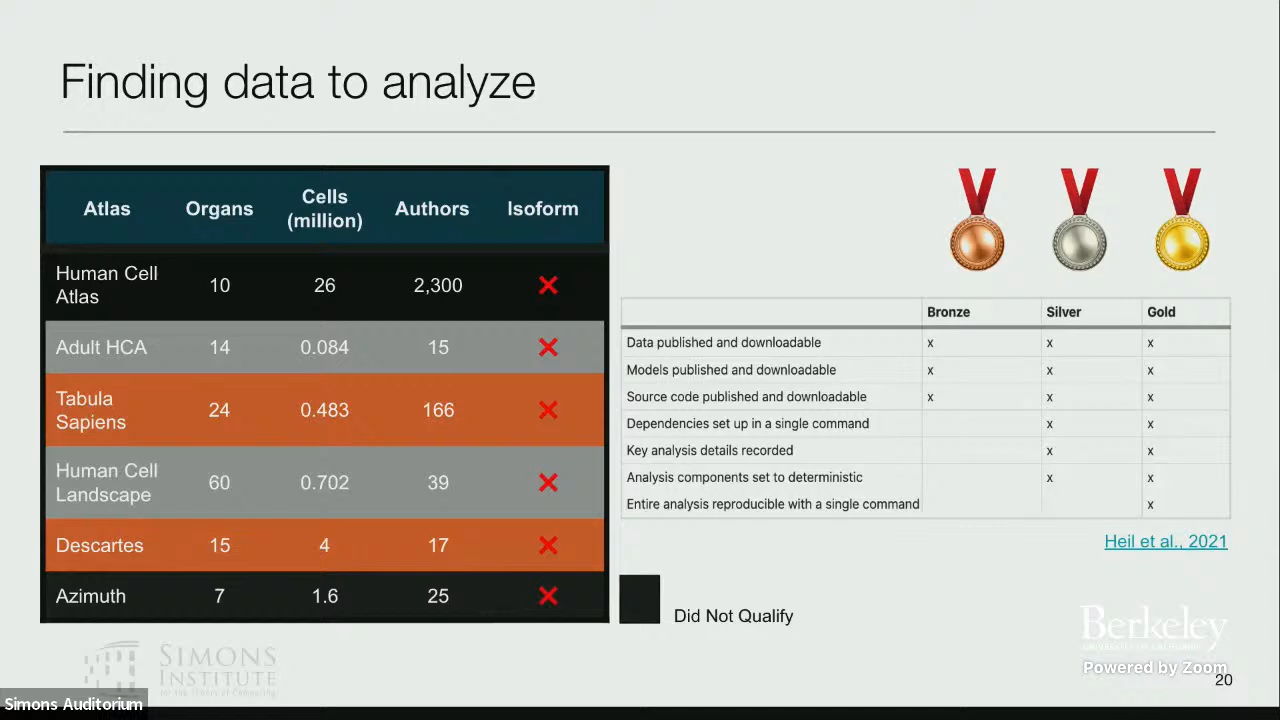 Finding data to analyze
Atlas Organs Cells (million) Authors Isoform
Human Cell Atlas 10 26 2,300
Adult HCA 14 0.084 15
Tabula Sapiens 24 0.483 166
Human Cell Landscape 60 0.702 39
Descartes 15 4 17
Azimuth 7 1.6 25
Bronze Silver Gold
Data published and downloadable x x x
Models published and downloadable x x x
Source code published and downloadable x x x
Dependencies set up in a single command x x
Key analysis details recorded x x
Analysis components set to deterministic x x
Entire analysis reproducible with a single command x
Heil et al., 2021
Did Not Qualify
SIMONS
INSTITUTE
for the Theory of Computing
Berkeley
UNIVERSITY OF CALIFORNIA
Powered by Zoom
20
Simons Auditorium